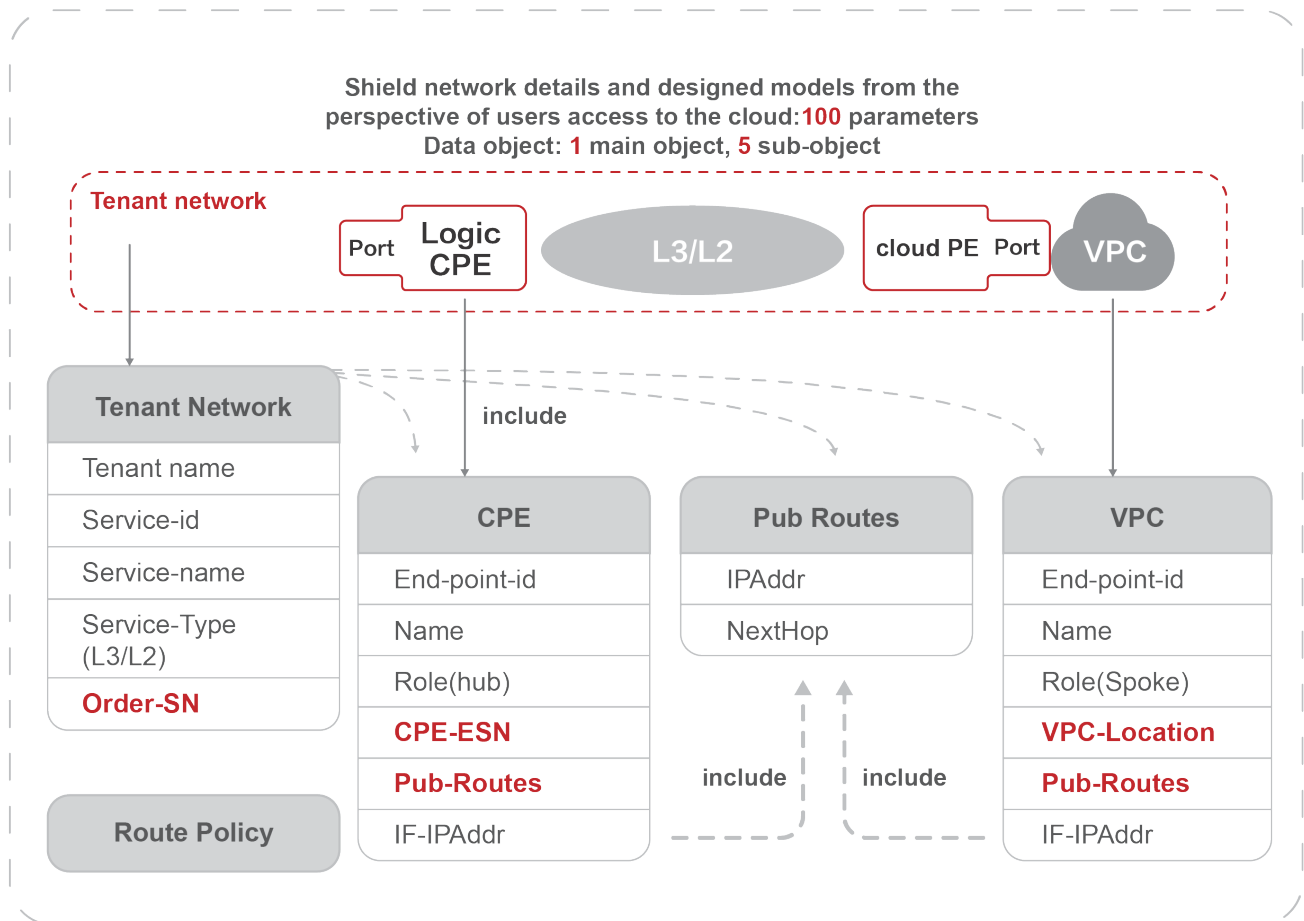 Shield network details and designed models from the
perspective of users access to the cloud:100 parameters
Data object: 1 main object, 5 sub-object
Tenant network
Port
Logic
CPE
L3/L2
cloud PE
Port
VPC
include
Tenant Network
Tenant name
Service-id
Service-name
Service-Type
(L3/L2)
Order-SN
Route Policy
CPE
End-point-id
Name
Role(hub)
CPE-ESN
Pub-Routes
IF-IPAddr
Pub Routes
IPAddr
NextHop
include
include
VPC
End-point-id
Name
Role(Spoke)
VPC-Location
Pub-Routes
IF-IPAddr